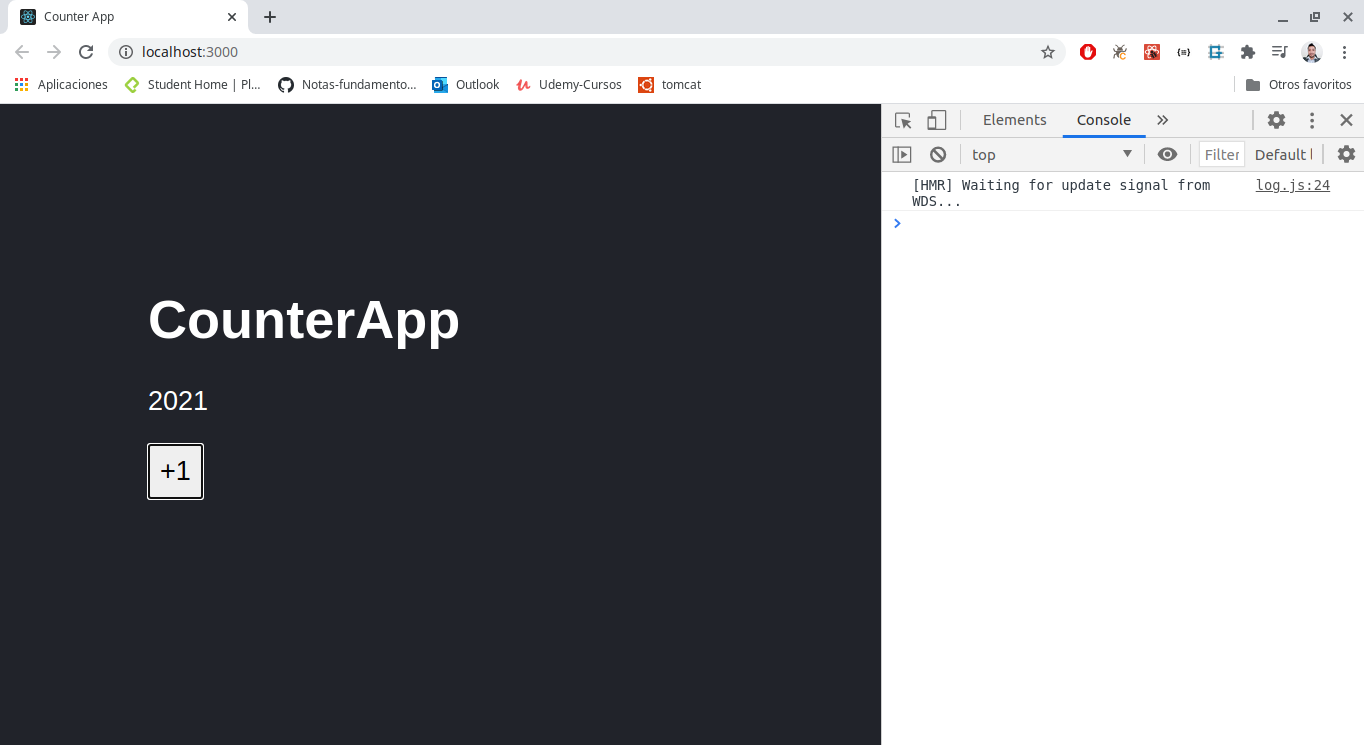 Counter App
localhost:3000
Aplicaciones Student Home | Pl... Notas-fundamento... Outlook Udemy-Cursos tomcat Otros favoritos
Elements Console
top Filter Default l
[HMR] Waiting for update signal from log.js:24
WDS...
CounterApp
2021
+1